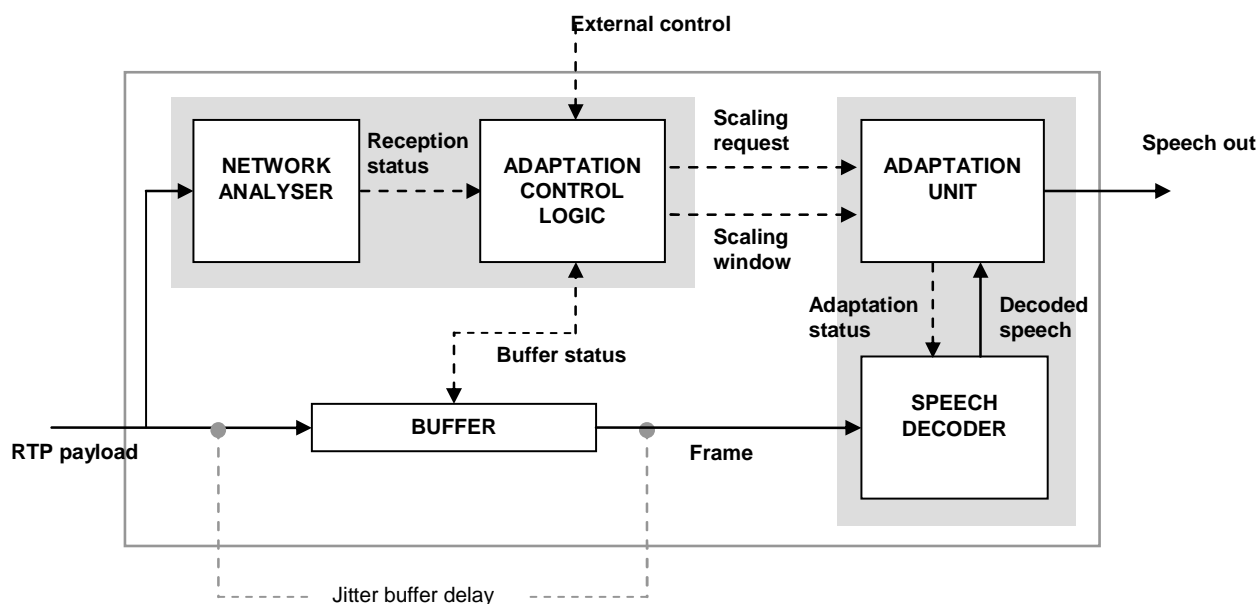 External control
Scaling
request
Speech out
Reception
status
NETWORK
ANALYSER
ADAPTATION
CONTROL
LOGIC
ADAPTATION
UNIT
Scaling
window
Adaptation
status
Decoded
speech
Buffer status
BUFFER
SPEECH
DECODER
RTP payload
Frame
Jitter buffer delay